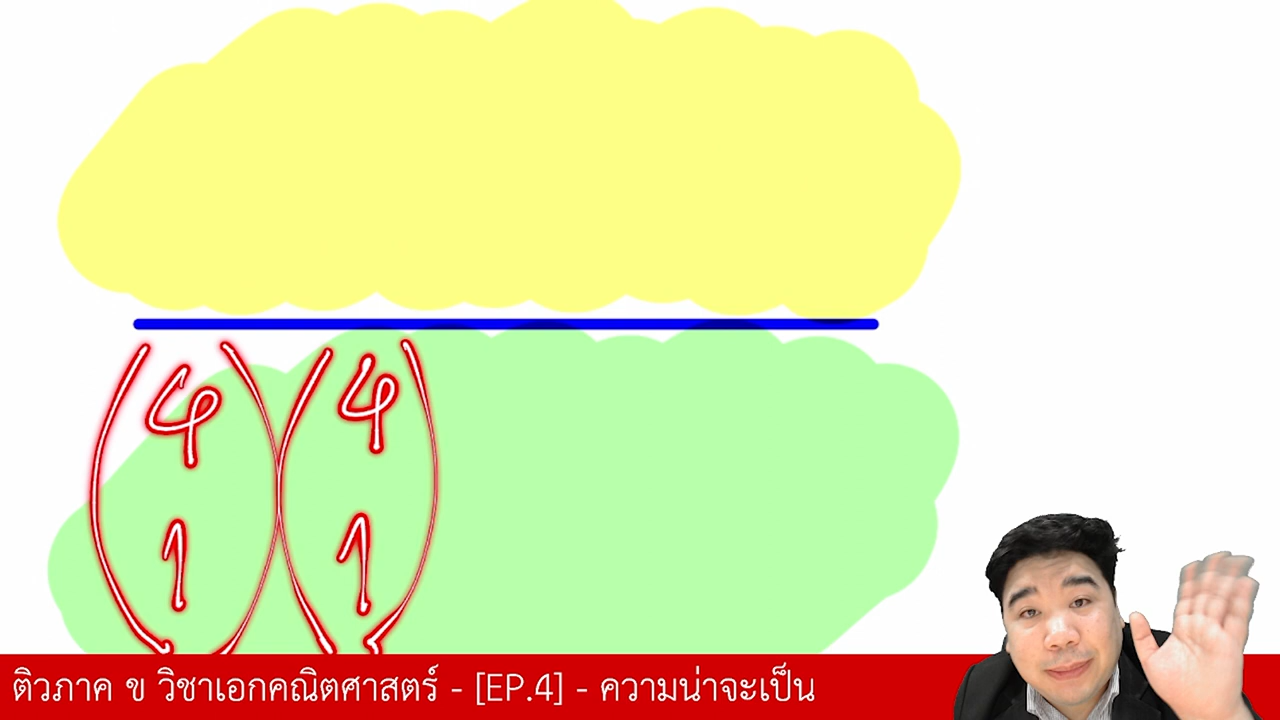 (4) (4)
(1) (1)
ติวภาค ข วิชาเอกคณิตศาสตร์ - [EP.4] - ความน่าจะเป็น